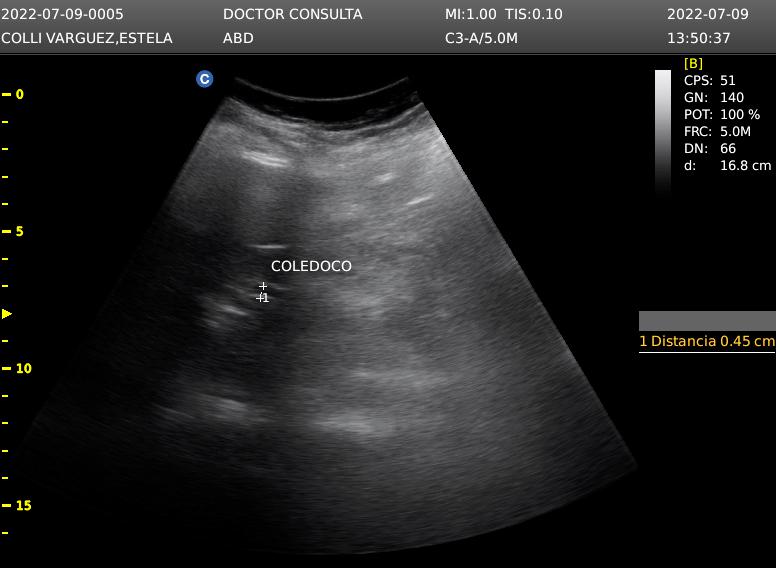 2022-07-09-0005 DOCTOR CONSULTA MI:1.00 TIS:0.10 2022-07-09
COLLI VARGUEZ,ESTELA ABD C3-A/5.0M 13:50:37
C
[B]
CPS: 51
GN: 140
POT: 100 %
FRC: 5.0M
DN: 66
d: 16.8 cm
0
5
COLEDOCO
1
1 Distancia 0.45 cm
10
15